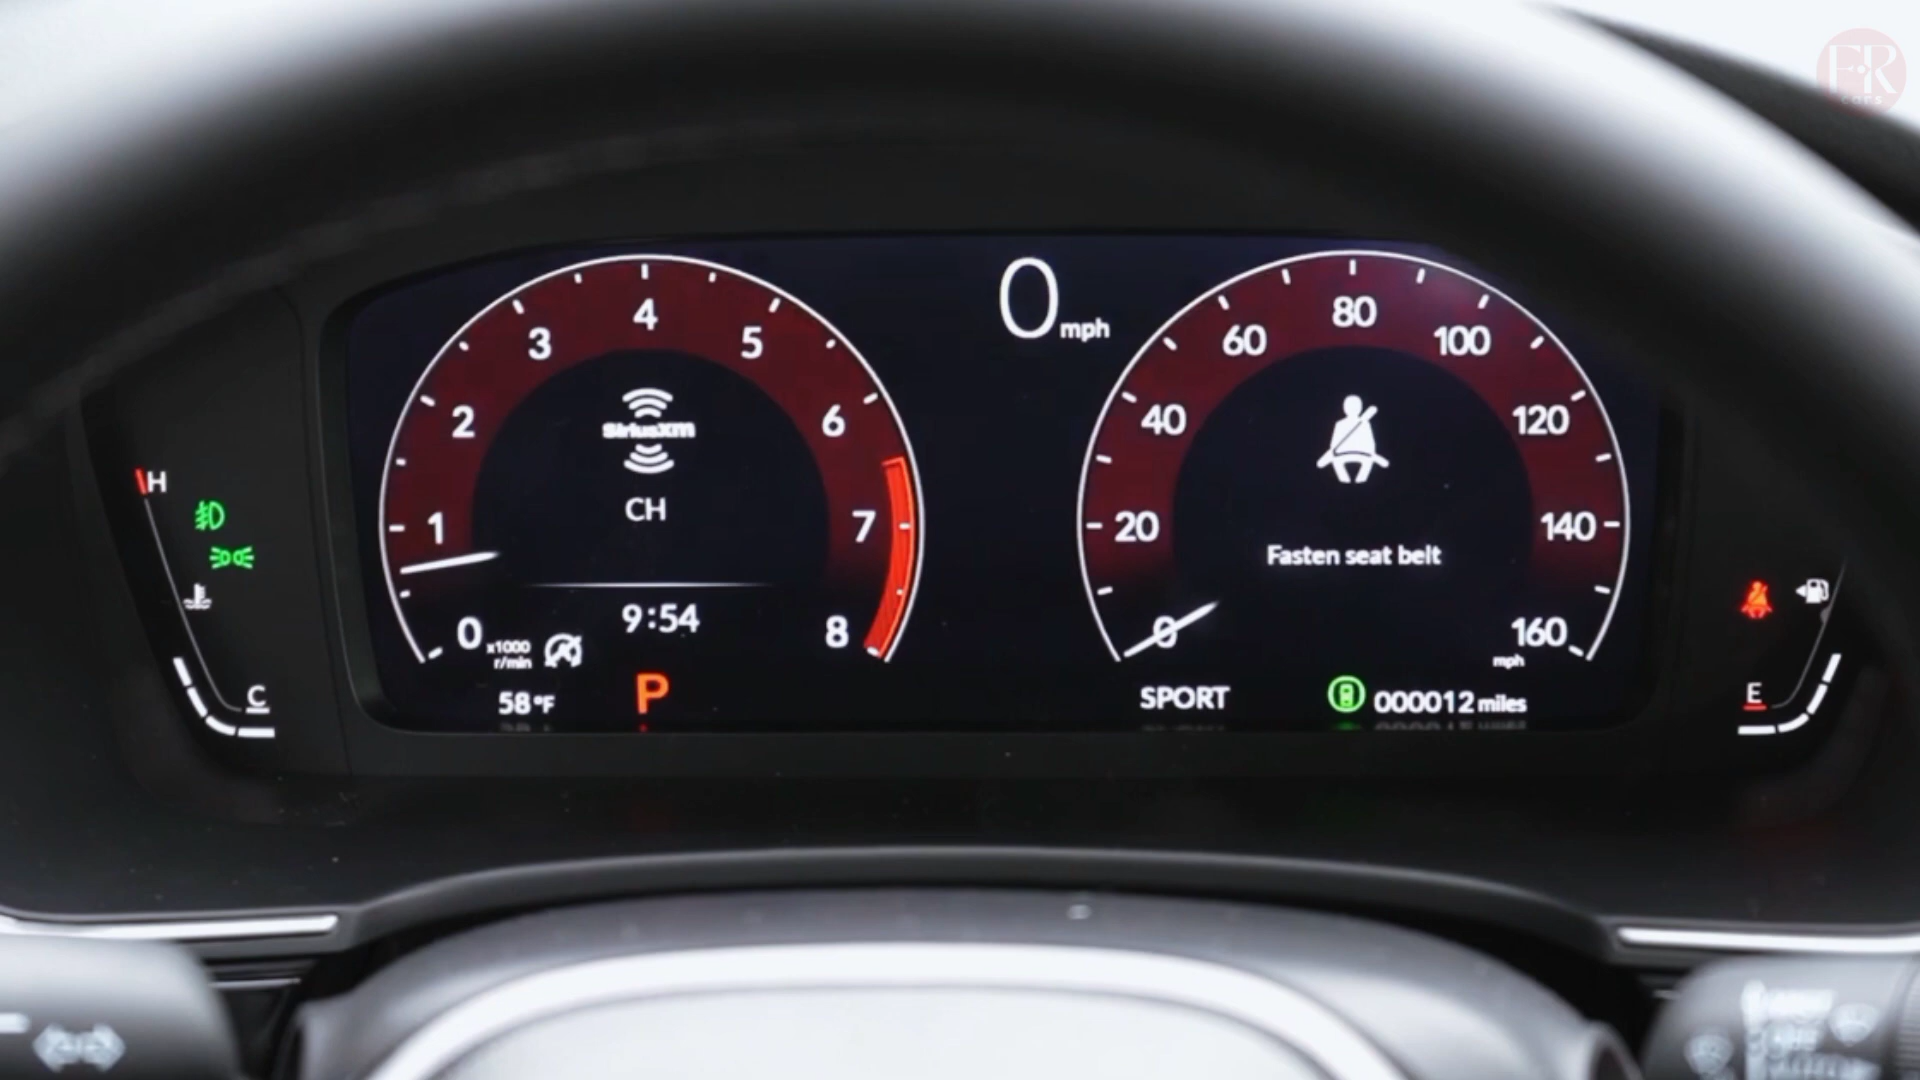 F·R
cars
0 mph
4
3
5
2
6
1
7
0
8
x1000
r/min
SiriusXM
CH
9:54
58°F
P
80
60
100
40
120
20
140
0
160
mph
Fasten seat belt
SPORT
000012 miles
H
C
E